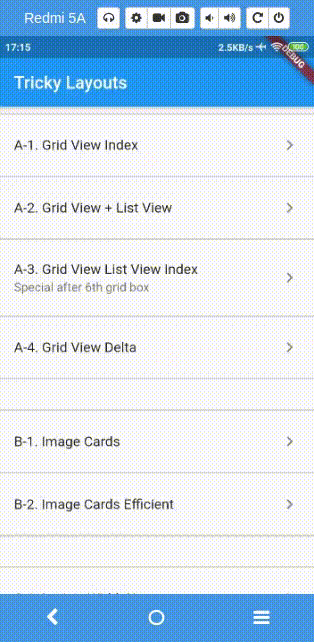 Redmi 5A
17:15
2.5KB/s
100
DEBUG
Tricky Layouts
A-1. Grid View Index
A-2. Grid View + List View
A-3. Grid View List View Index
Special after 6th grid box
A-4. Grid View Delta
B-1. Image Cards
B-2. Image Cards Efficient